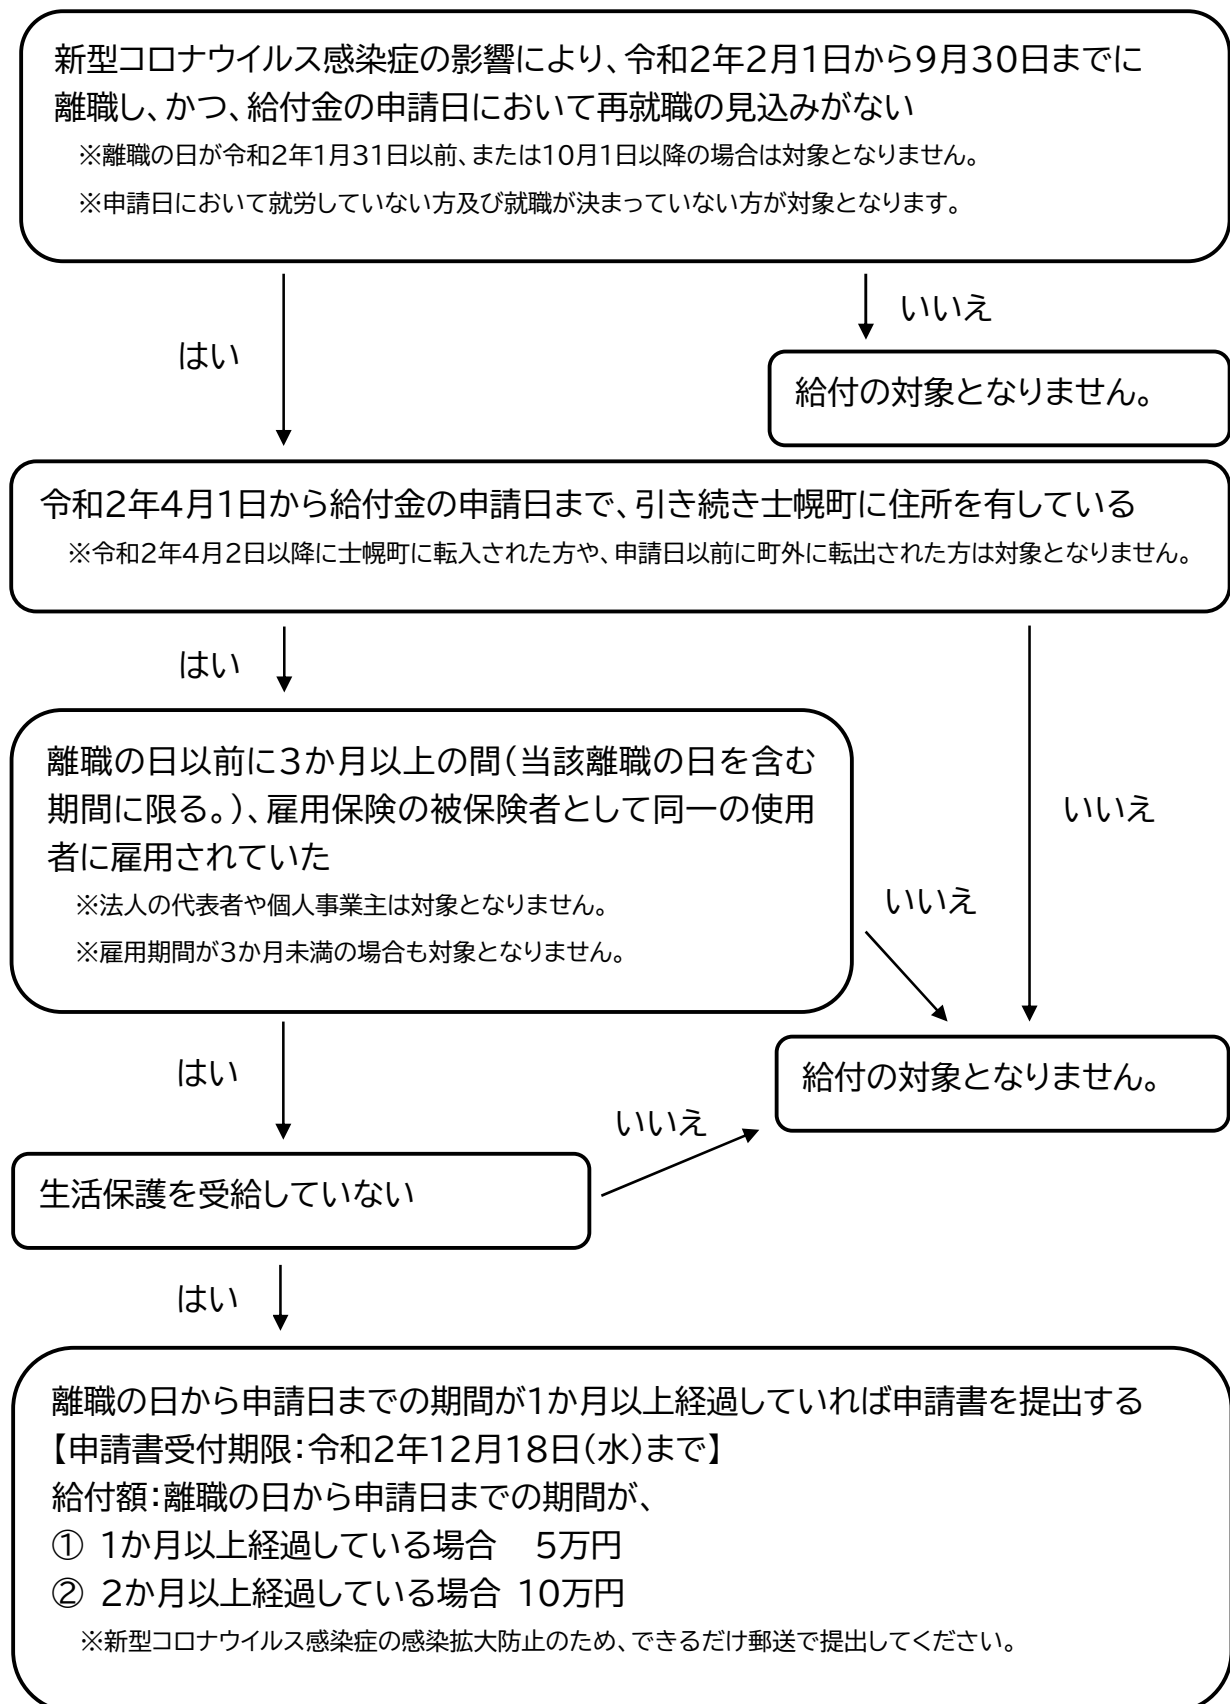 新型コロナウイルス感染症の影響により、令和2年2月1日から9月30日までに
離職し、かつ、給付金の申請日において再就職の見込みがない
※離職の日が令和2年1月31日以前、または10月1日以降の場合は対象となりません。
※申請日において就労していない方及び就職が決まっていない方が対象となります。
はい
いいえ
給付の対象となりません。
令和2年4月1日から給付金の申請日まで、引き続き士幌町に住所を有している
※令和2年4月2日以降に士幌町に転入された方や、申請日以前に町外に転出された方は対象となりません。
はい
いいえ
離職の日以前に3か月以上の間(当該離職の日を含む
期間に限る。)、雇用保険の被保険者として同一の使用
者に雇用されていた
※法人の代表者や個人事業主は対象となりません。
※雇用期間が3か月未満の場合も対象となりません。
いいえ
はい
給付の対象となりません。
いいえ
生活保護を受給していない
はい
離職の日から申請日までの期間が1か月以上経過していれば申請書を提出する
【申請書受付期限:令和2年12月18日(水)まで】
給付額:離職の日から申請日までの期間が、
① 1か月以上経過している場合 5万円
② 2か月以上経過している場合 10万円
※新型コロナウイルス感染症の感染拡大防止のため、できるだけ郵送で提出してください。